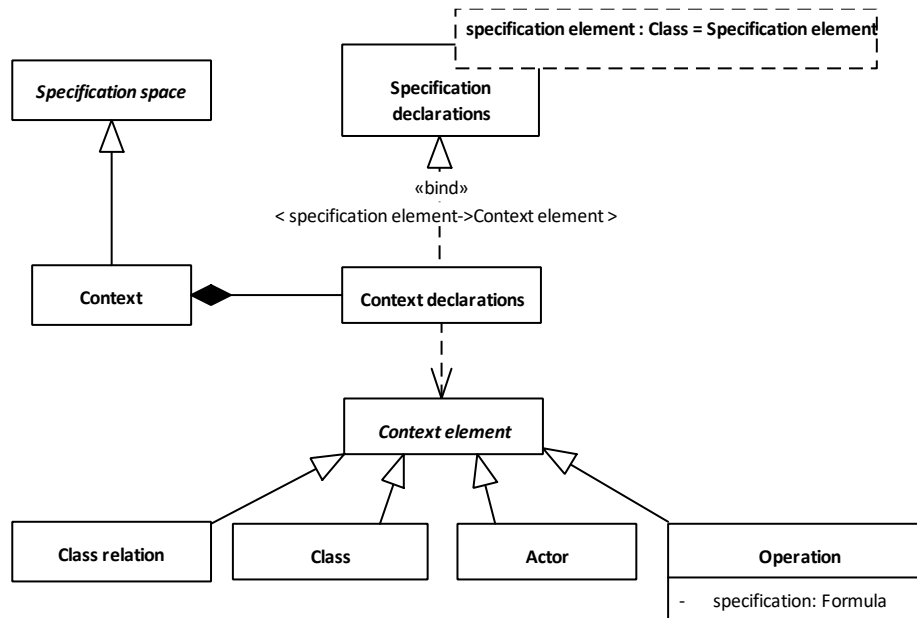 specification element : Class = Specification element
Specification space
Specification
declarations
«bind»
< specification element->Context element >
Context
Context declarations
Context element
Class relation
Class
Actor
Operation
- specification: Formula